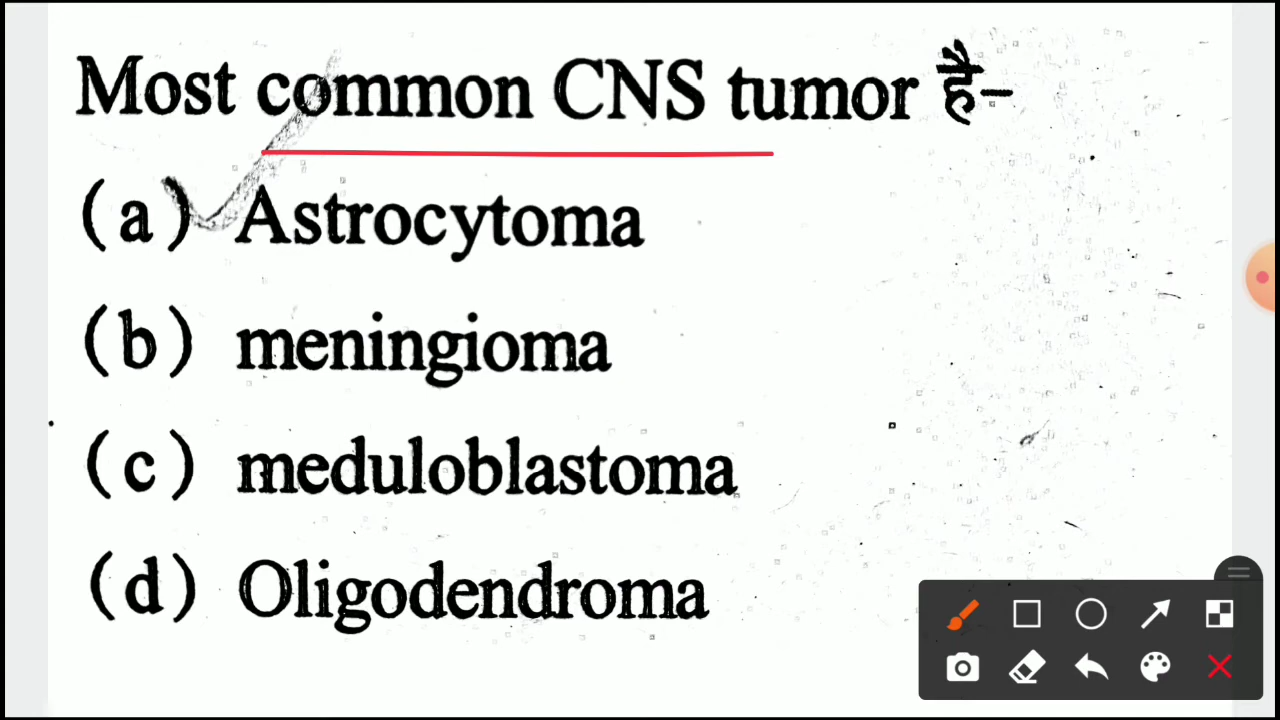 Most common CNS tumor है-
(a) Astrocytoma
(b) meningioma
(c) meduloblastoma
(d) Oligodendroma